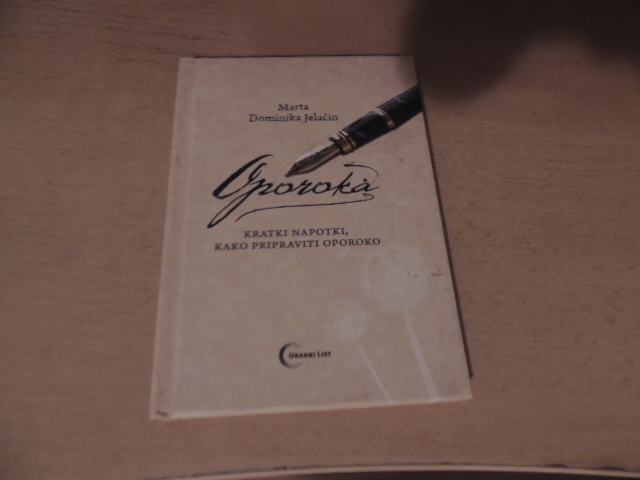 Marta
Dominika Jelačin
Oporoka
KRATKI NAPOTKI,
KAKO PRIPRAVITI OPOROKO
URADNI LIST